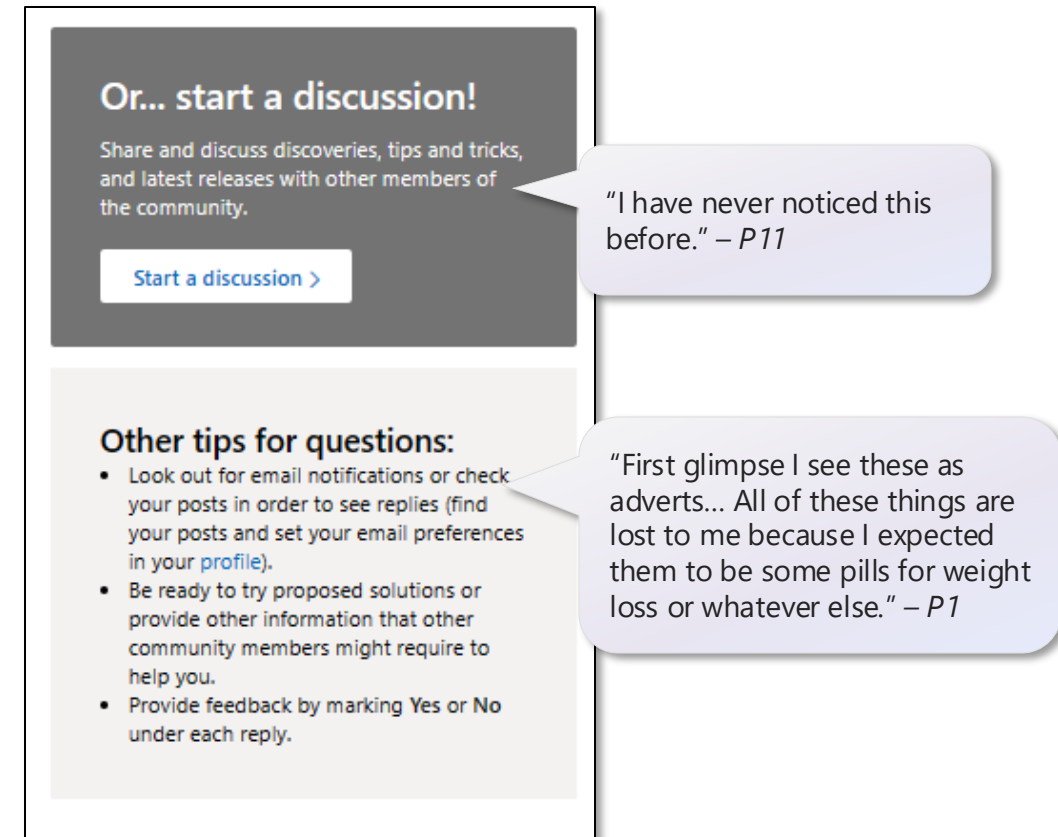 Or... start a discussion!
Share and discuss discoveries, tips and tricks,
and latest releases with other members of
the community.
Start a discussion >
"I have never noticed this
before." – P11
Other tips for questions:
• Look out for email notifications or check
your posts in order to see replies (find
your posts and set your email preferences
in your profile).
• Be ready to try proposed solutions or
provide other information that other
community members might require to
help you.
• Provide feedback by marking Yes or No
under each reply.
"First glimpse I see these as
adverts... All of these things are
lost to me because I expected
them to be some pills for weight
loss or whatever else." – P1